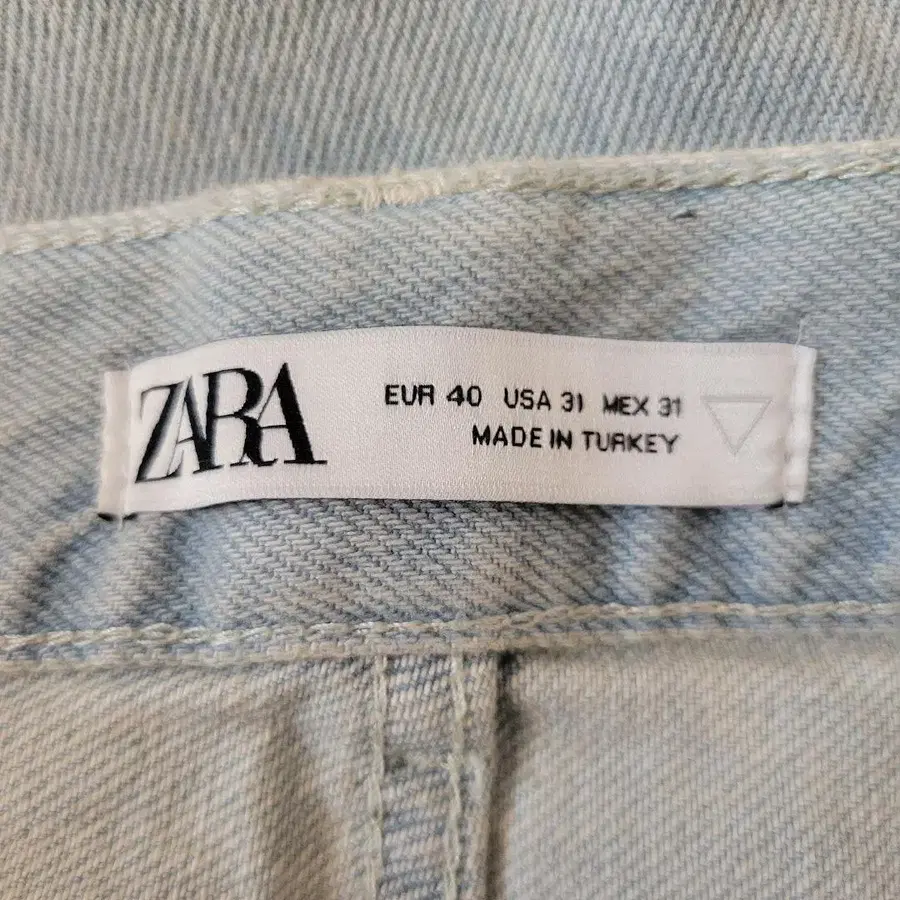 ZARA
EUR 40 USA 31 MEX 31
MADE IN TURKEY